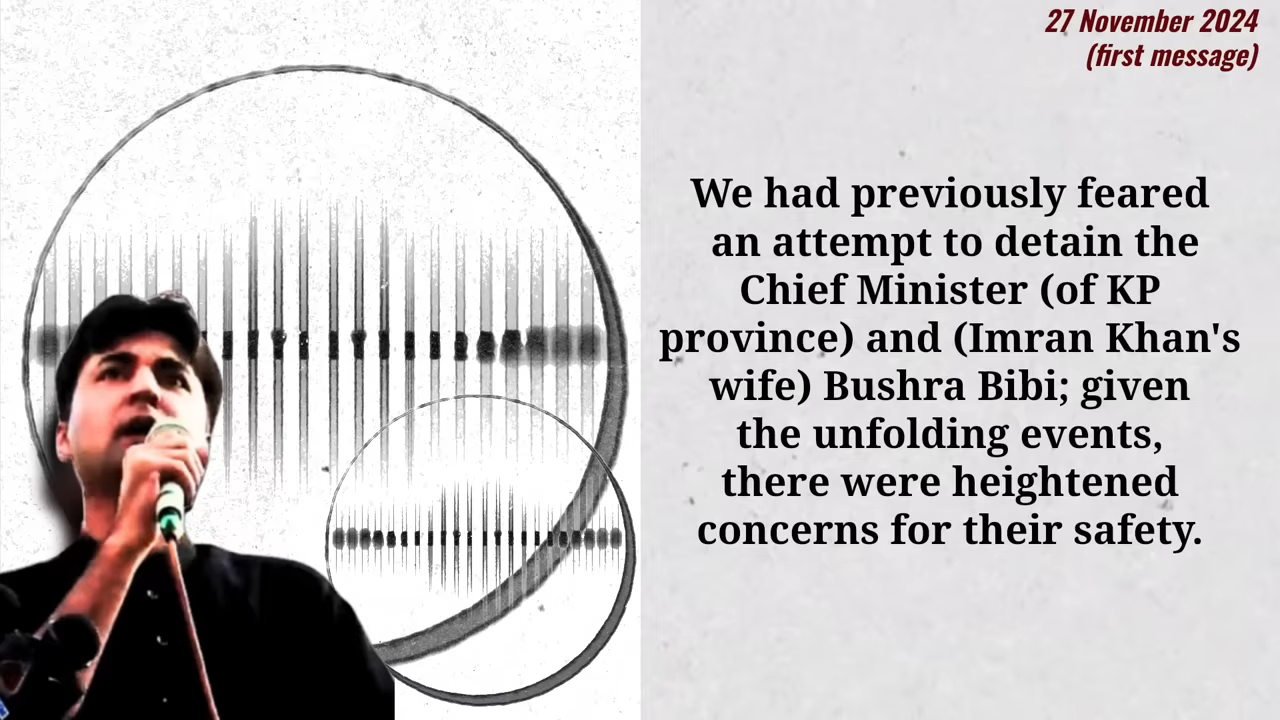 27 November 2024
(first message)
We had previously feared
an attempt to detain the
Chief Minister (of KP
province) and (Imran Khan's
wife) Bushra Bibi; given
the unfolding events,
there were heightened
concerns for their safety.